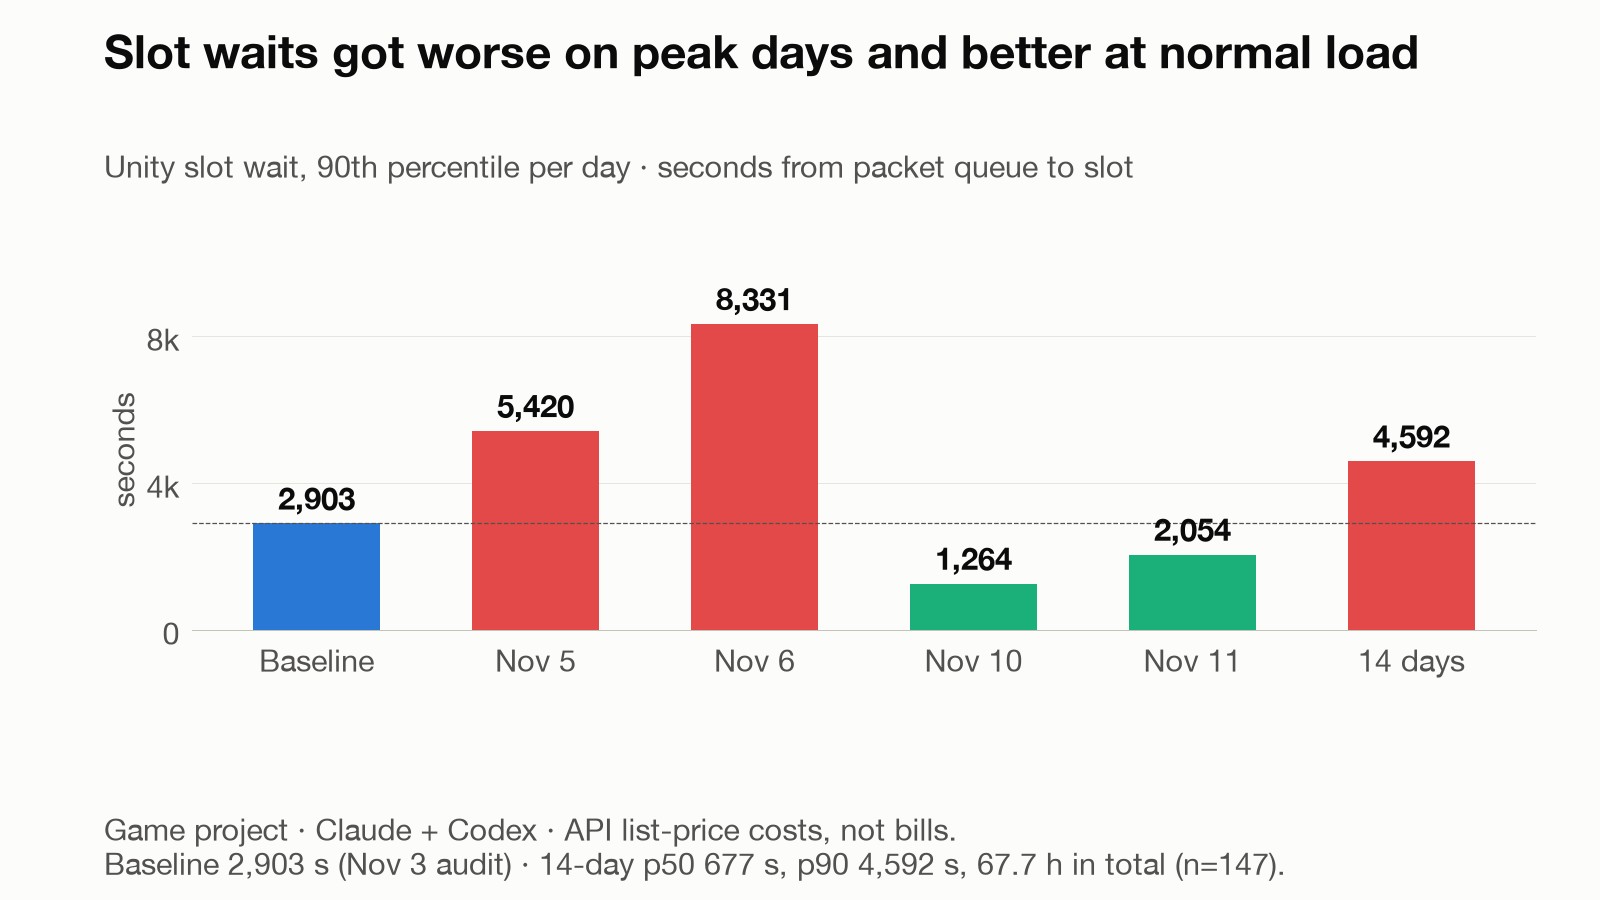 Slot waits got worse on peak days and better at normal load
Unity slot wait, 90th percentile per day · seconds from packet queue to slot
seconds
8k
4k
0
2,903
5,420
8,331
1,264
2,054
4,592
Baseline
Nov 5
Nov 6
Nov 10
Nov 11
14 days
Game project · Claude + Codex · API list-price costs, not bills.
Baseline 2,903 s (Nov 3 audit) · 14-day p50 677 s, p90 4,592 s, 67.7 h in total (n=147).